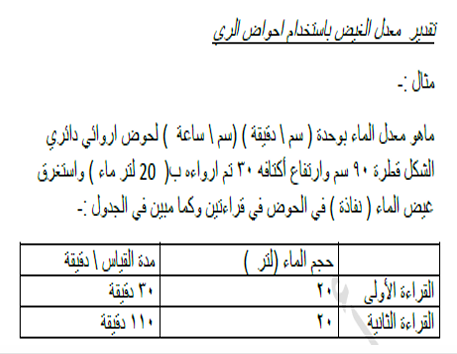 تقدير معدل الغيض باستخدام احواض الري
مثال :-
ماهو معدل الماء بوحدة ( سم \ دقيقة ) (سم \ ساعة ) لحوض اروائي دائري
الشكل قطرة ٩٠ سم وارتفاع أكتافه ٣٠ تم ارواءه ب( 20 لتر ماء ) واستغرق
غيض الماء ( نفاذة ) في الحوض في قراءتين وكما مبين في الجدول :-
حجم الماء (لتر ) مدة القياس \ دقيقة
القراءة الأولى ٢٠ ٣٠ دقيقة
القراءة الثانية ٢٠ ١١٠ دقيقة